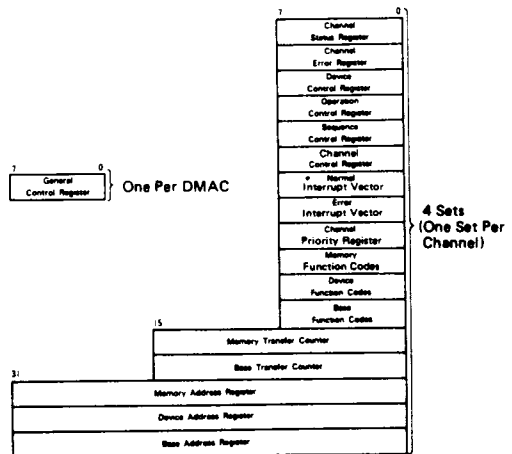 7 0
Channel
Status Register
Channel
Error Register
Device
Control Register
Operation
Control Register
Sequence
Control Register
Channel
Control Register
Normal
Interrupt Vector
Error
Interrupt Vector
Channel
Priority Register
Memory
Function Codes
Device
Function Codes
Base
Function Codes
7 0
General
Control Register
One Per DMAC
4 Sets
(One Set Per
Channel)
15
Memory Transfer Counter
Base Transfer Counter
31
Memory Address Register
Device Address Register
Base Address Register